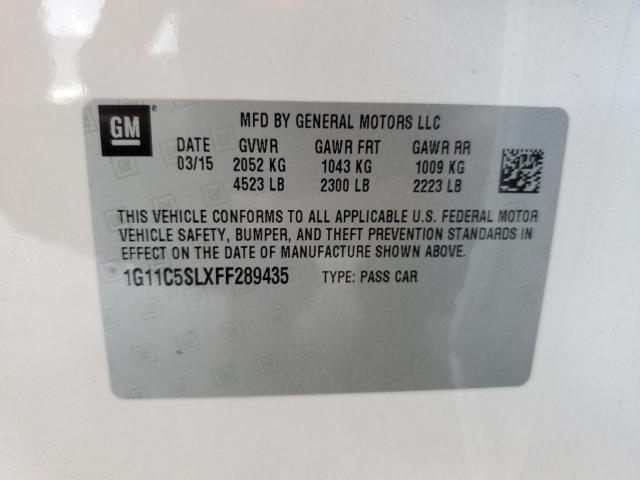 GM
MFD BY GENERAL MOTORS LLC
DATE GVWR GAWR FRT GAWR RR
03/15 2052 KG 1043 KG 1009 KG
4523 LB 2300 LB 2223 LB
THIS VEHICLE CONFORMS TO ALL APPLICABLE U.S. FEDERAL MOTOR
VEHICLE SAFETY, BUMPER, AND THEFT PREVENTION STANDARDS IN
EFFECT ON THE DATE OF MANUFACTURE SHOWN ABOVE.
1G11C5SLXFF289435 TYPE: PASS CAR